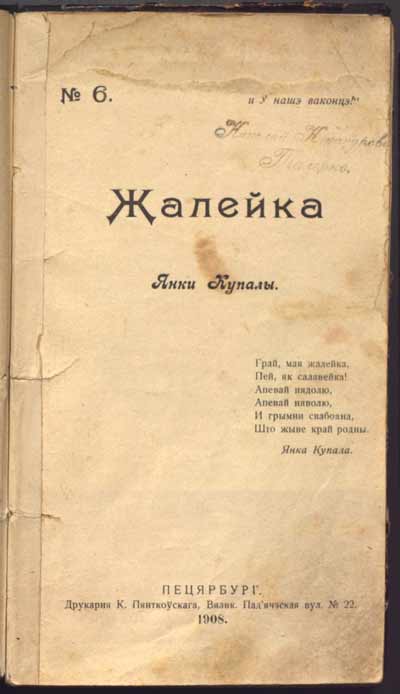 № 6.
и ў нашэ ваконцэ!"
Жалейка
Янки Купалы.
Грай, мая жалейка,
Пей, як салавейка!
Апевай нядолю,
Апевай няволю,
И грымни свабодна,
Што жыве край родны.
Янка Купала.
ПЕЦЯРБУРГ.
Друкарня К. Пянткоўскага, Вялик. Пад'ячэская вул. № 22.
1908.